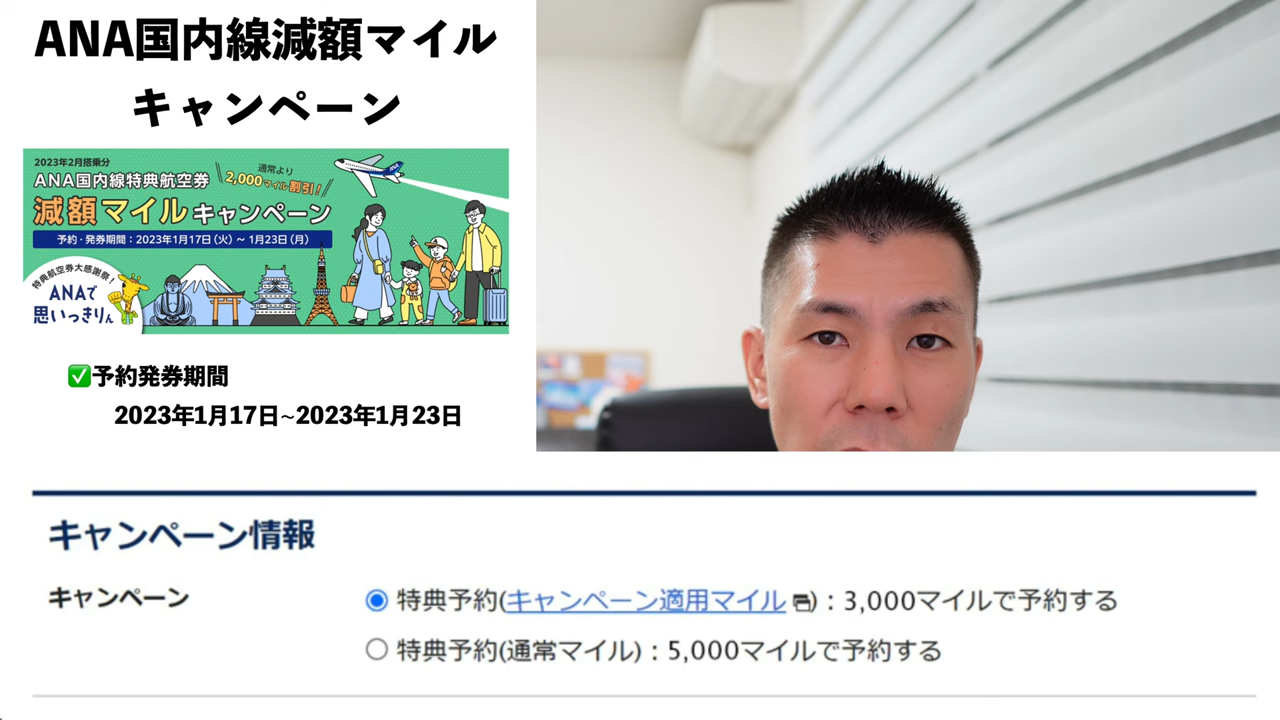 ANA国内線減額マイル
キャンペーン
2023年2月搭乗分
ANA国内線特典航空券
通常より
2,000マイル割引!
減額マイルキャンペーン
予約・発券期間:2023年1月17日(火)~1月23日(月)
特典航空券大感謝祭!
ANAで
思いっきりん
✅予約発券期間
2023年1月17日~2023年1月23日
キャンペーン情報
キャンペーン
特典予約(キャンペーン適用マイル):3,000マイルで予約する
特典予約(通常マイル):5,000マイルで予約する